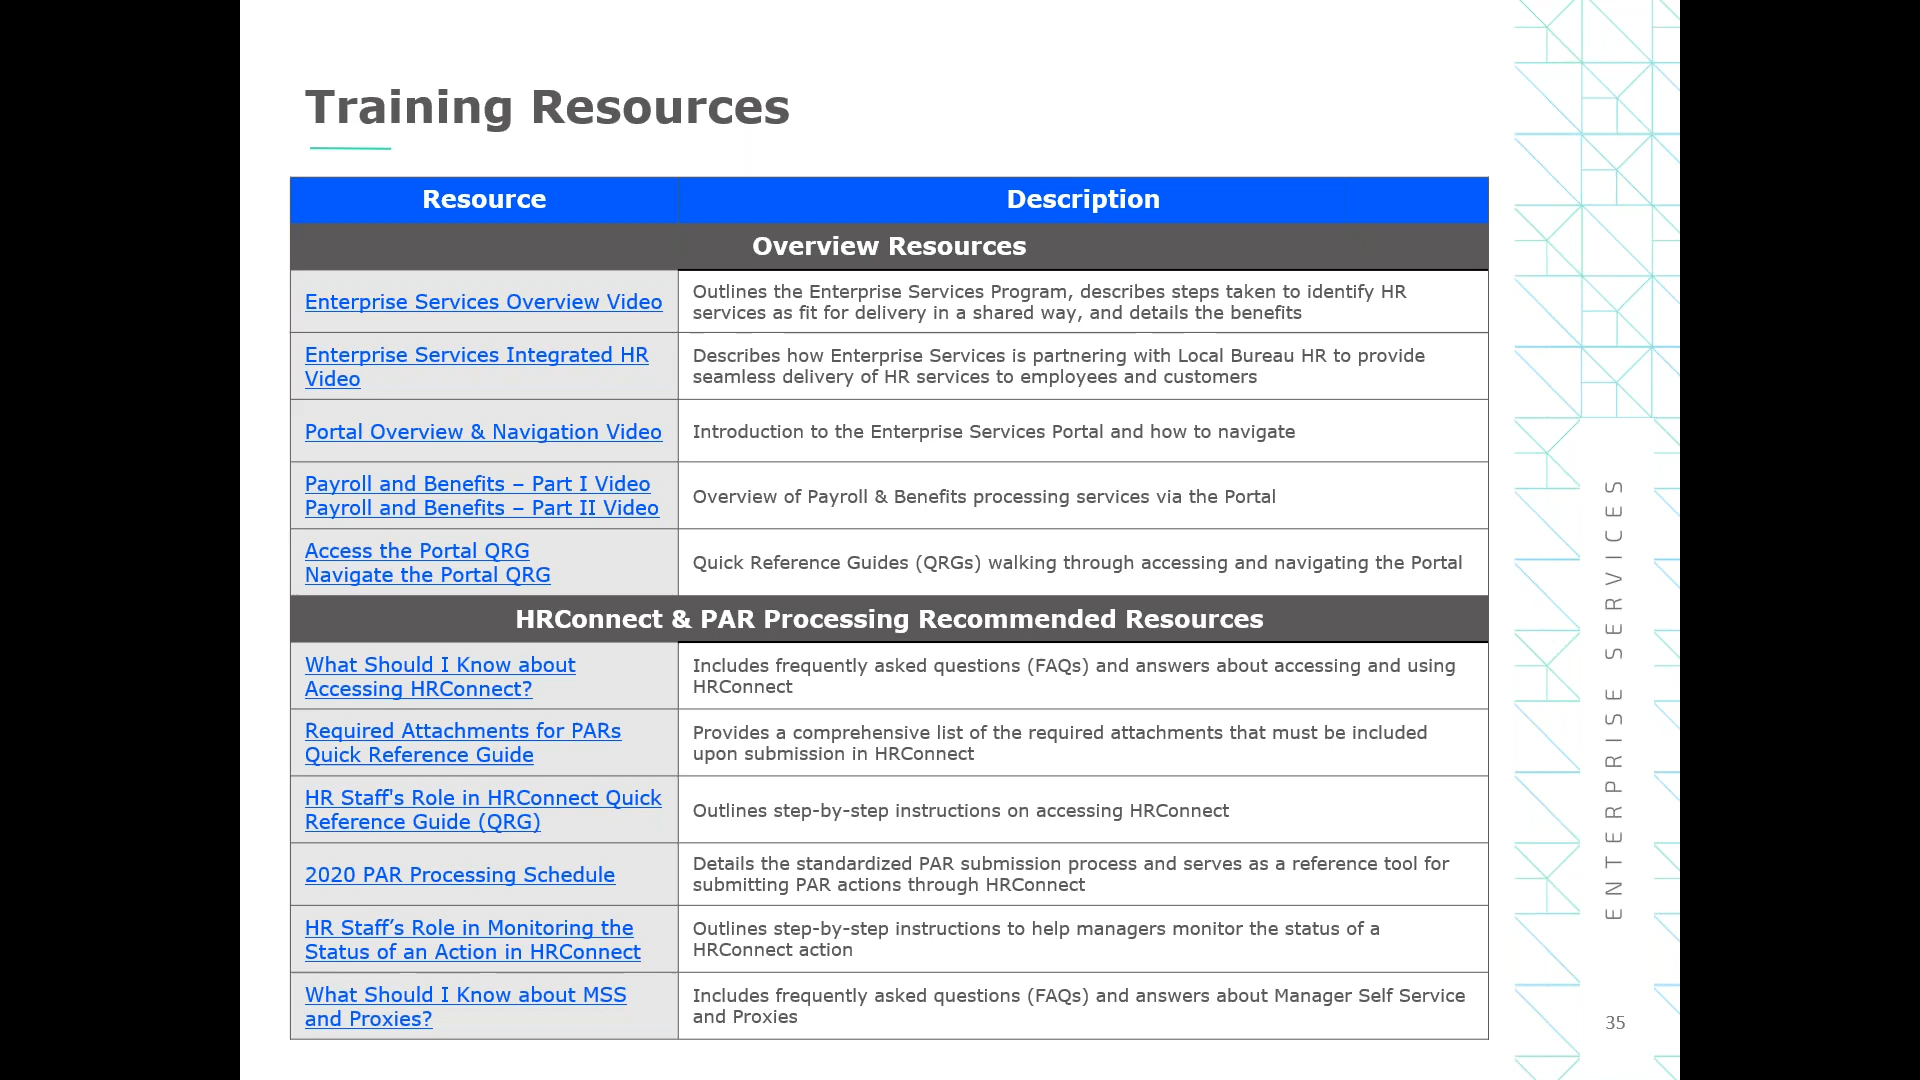 Training Resources
Resource
Description
Overview Resources
Enterprise Services Overview Video
Outlines the Enterprise Services Program, describes steps taken to identify HR
services as fit for delivery in a shared way, and details the benefits
Enterprise Services Integrated HR
Video
Describes how Enterprise Services is partnering with Local Bureau HR to provide
seamless delivery of HR services to employees and customers
Portal Overview & Navigation Video
Introduction to the Enterprise Services Portal and how to navigate
Payroll and Benefits – Part I Video
Payroll and Benefits – Part II Video
Overview of Payroll & Benefits processing services via the Portal
Access the Portal QRG
Navigate the Portal QRG
Quick Reference Guides (QRGs) walking through accessing and navigating the Portal
HRConnect & PAR Processing Recommended Resources
What Should I Know about
Accessing HRConnect?
Includes frequently asked questions (FAQs) and answers about accessing and using
HRConnect
Required Attachments for PARs
Quick Reference Guide
Provides a comprehensive list of the required attachments that must be included
upon submission in HRConnect
HR Staff's Role in HRConnect Quick
Reference Guide (QRG)
Outlines step-by-step instructions on accessing HRConnect
2020 PAR Processing Schedule
Details the standardized PAR submission process and serves as a reference tool for
submitting PAR actions through HRConnect
HR Staff’s Role in Monitoring the
Status of an Action in HRConnect
Outlines step-by-step instructions to help managers monitor the status of a
HRConnect action
What Should I Know about MSS
and Proxies?
Includes frequently asked questions (FAQs) and answers about Manager Self Service
and Proxies
ENTERPRISE SERVICES
35